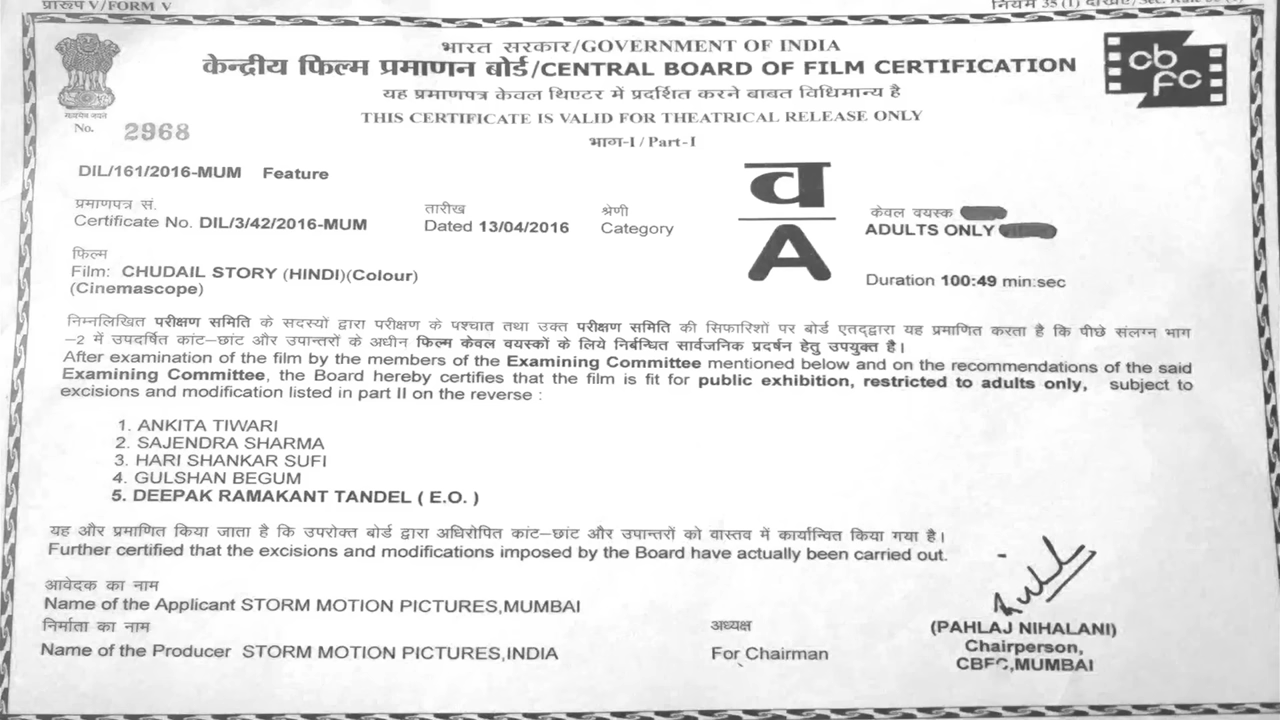 प्रारूप V/FORM V
भारत सरकार/GOVERNMENT OF INDIA
केन्द्रीय फिल्म प्रमाणन बोर्ड/CENTRAL BOARD OF FILM CERTIFICATION
cb
fc
यह प्रमाणपत्र केवल थिएटर में प्रदर्शित करने बाबत विधिमान्य है
THIS CERTIFICATE IS VALID FOR THEATRICAL RELEASE ONLY
No. 2968
भाग-I / Part-I
DIL/161/2016-MUM Feature
व
A
प्रमाणपत्र सं. तारीख श्रेणी केवल वयस्क
Certificate No. DIL/3/42/2016-MUM Dated 13/04/2016 Category ADULTS ONLY
फिल्म
Film: CHUDAIL STORY (HINDI)(Colour)
(Cinemascope)
Duration 100:49 min:sec
निम्नलिखित परीक्षण समिति के सदस्यों द्वारा परीक्षण के पश्चात तथा उक्त परीक्षण समिति की सिफारिशों पर बोर्ड एतद्द्वारा यह प्रमाणित करता है कि पीछे संलग्न भाग
-2 में उपदर्षित कांट-छांट और उपान्तरों के अधीन फिल्म केवल वयस्कों के लिये निर्बन्धित सार्वजनिक प्रदर्षन हेतु उपयुक्त है।
After examination of the film by the members of the Examining Committee mentioned below and on the recommendations of the said
Examining Committee, the Board hereby certifies that the film is fit for public exhibition, restricted to adults only, subject to
excisions and modification listed in part II on the reverse :
1. ANKITA TIWARI
2. SAJENDRA SHARMA
3. HARI SHANKAR SUFI
4. GULSHAN BEGUM
5. DEEPAK RAMAKANT TANDEL ( E.O. )
यह और प्रमाणित किया जाता है कि उपरोक्त बोर्ड द्वारा अधिरोपित कांट-छांट और उपान्तरों को वास्तव में कार्यान्वित किया गया है।
Further certified that the excisions and modifications imposed by the Board have actually been carried out.
आवेदक का नाम
Name of the Applicant STORM MOTION PICTURES,MUMBAI
निर्माता का नाम अध्यक्ष
Name of the Producer STORM MOTION PICTURES,INDIA For Chairman
(PAHLAJ NIHALANI)
Chairperson,
CBFC,MUMBAI